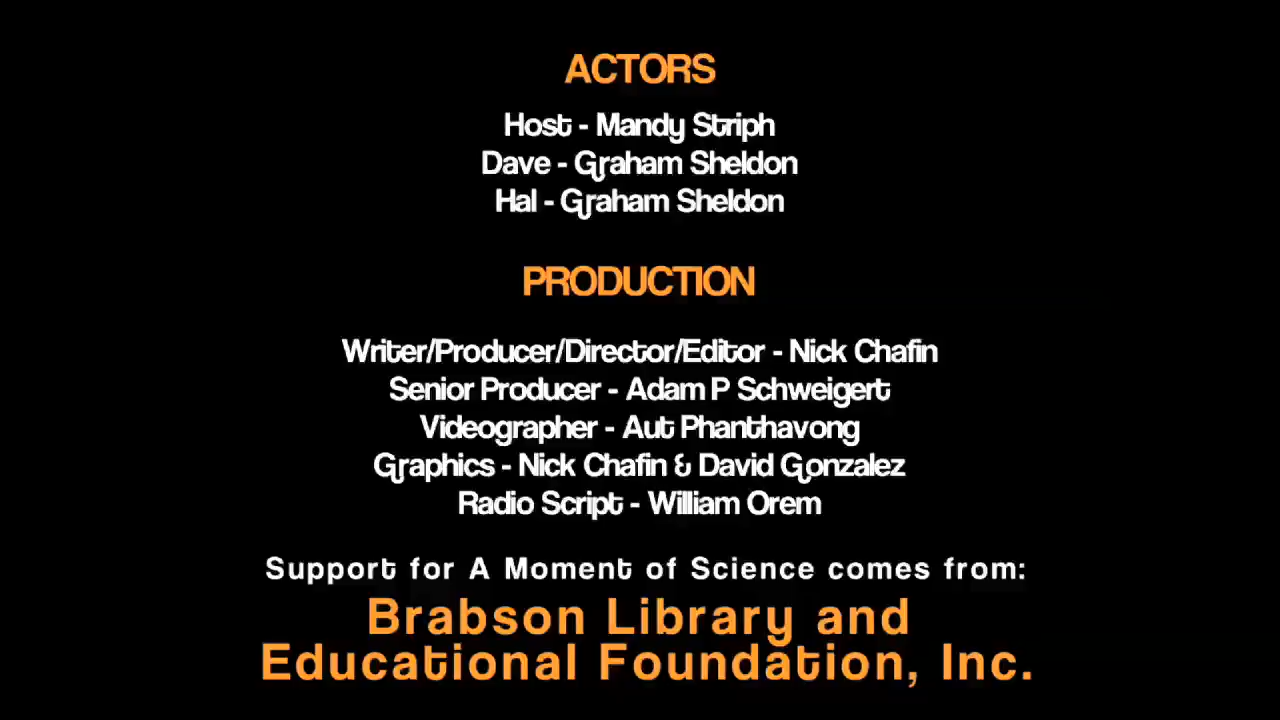 ACTORS
Host - Mandy Striph
Dave - Graham Sheldon
Hal - Graham Sheldon
PRODUCTION
Writer/Producer/Director/Editor - Nick Chafin
Senior Producer - Adam P Schweigert
Videographer - Aut Phanthavong
Graphics - Nick Chafin & David Gonzalez
Radio Script - William Orem
Support for A Moment of Science comes from:
Brabson Library and
Educational Foundation, Inc.